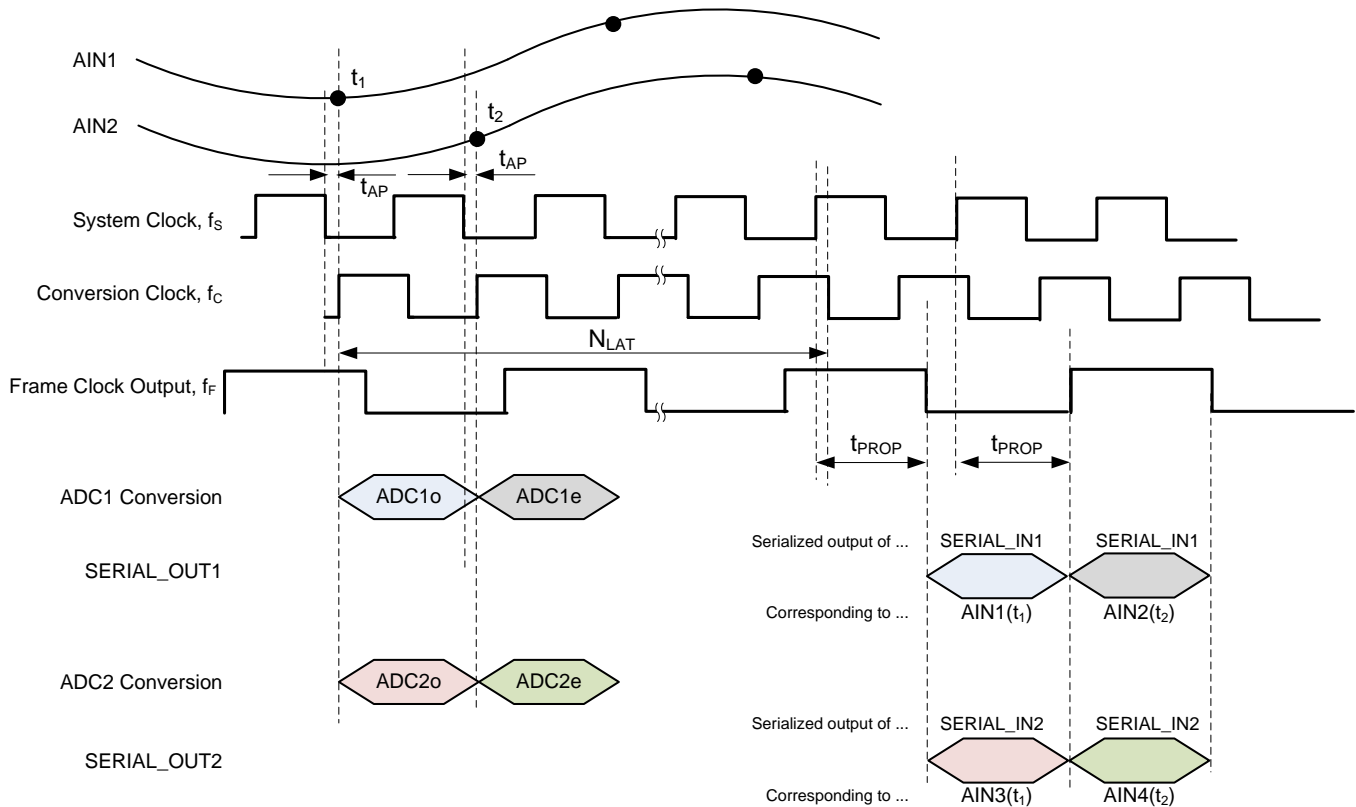 AIN1
t1
AIN2
t2
tAP
tAP
System Clock, fS
Conversion Clock, fC
NLAT
Frame Clock Output, fF
tPROP
tPROP
ADC1 Conversion
ADC1o
ADC1e
Serialized output of ...
SERIAL_IN1
SERIAL_IN1
SERIAL_OUT1
Corresponding to ...
AIN1(t1)
AIN2(t2)
ADC2 Conversion
ADC2o
ADC2e
Serialized output of ...
SERIAL_IN2
SERIAL_IN2
SERIAL_OUT2
Corresponding to ...
AIN3(t1)
AIN4(t2)